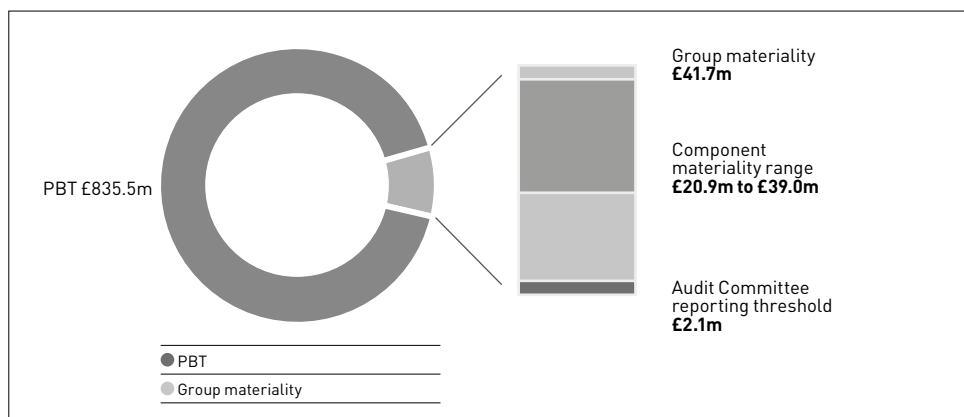 Group materiality
£41.7m
PBT £835.5m
Component
materiality range
£20.9m to £39.0m
Audit Committee
reporting threshold
£2.1m
PBT
Group materiality